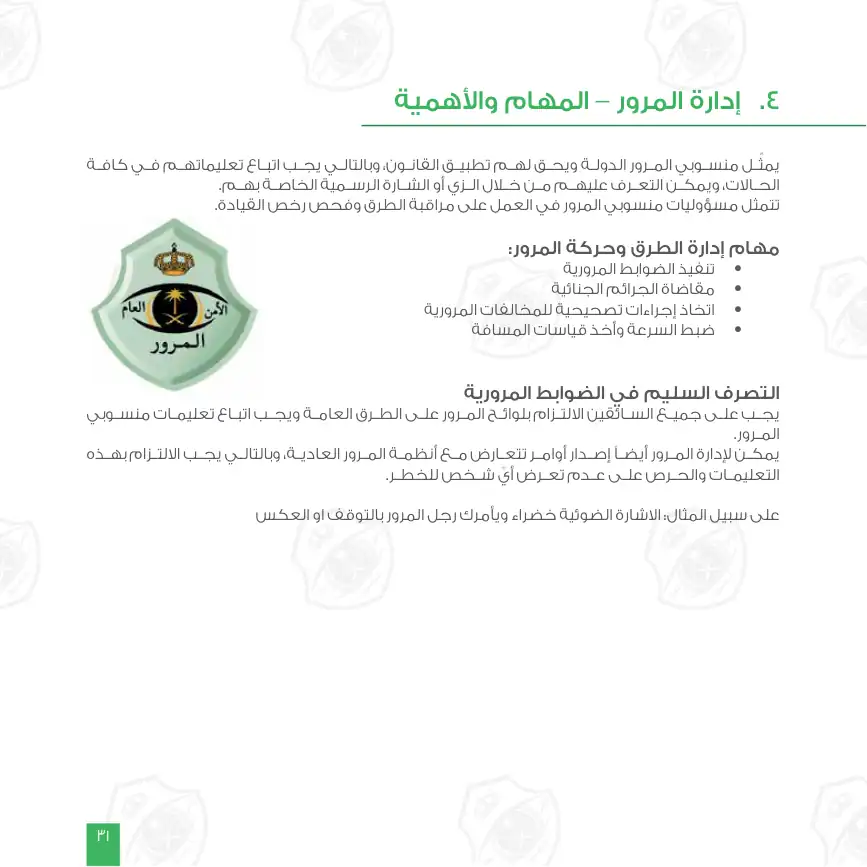 ٤. إدارة المرور – المهام والأهمية
يمثّل منسوبي المرور الدولة ويحق لهم تطبيق القانون، وبالتالي يجب اتباع تعليماتهم في كافة
الحالات، ويمكن التعرف عليهم من خلال الزي أو الشارة الرسمية الخاصة بهم.
تتمثل مسؤوليات منسوبي المرور في العمل على مراقبة الطرق وفحص رخص القيادة.
مهام إدارة الطرق وحركة المرور:
• تنفيذ الضوابط المرورية
• مقاضاة الجرائم الجنائية
• اتخاذ إجراءات تصحيحية للمخالفات المرورية
• ضبط السرعة وأخذ قياسات المسافة
الأمن العام
المرور
التصرف السليم في الضوابط المرورية
يجب على جميع السائقين الالتزام بلوائح المرور على الطرق العامة ويجب اتباع تعليمات منسوبي
المرور.
يمكن لإدارة المرور أيضاً إصدار أوامر تتعارض مع أنظمة المرور العادية، وبالتالي يجب الالتزام بهذه
التعليمات والحرص على عدم تعرض أيّ شخص للخطر.
على سبيل المثال: الاشارة الضوئية خضراء ويأمرك رجل المرور بالتوقف او العكس
٣١